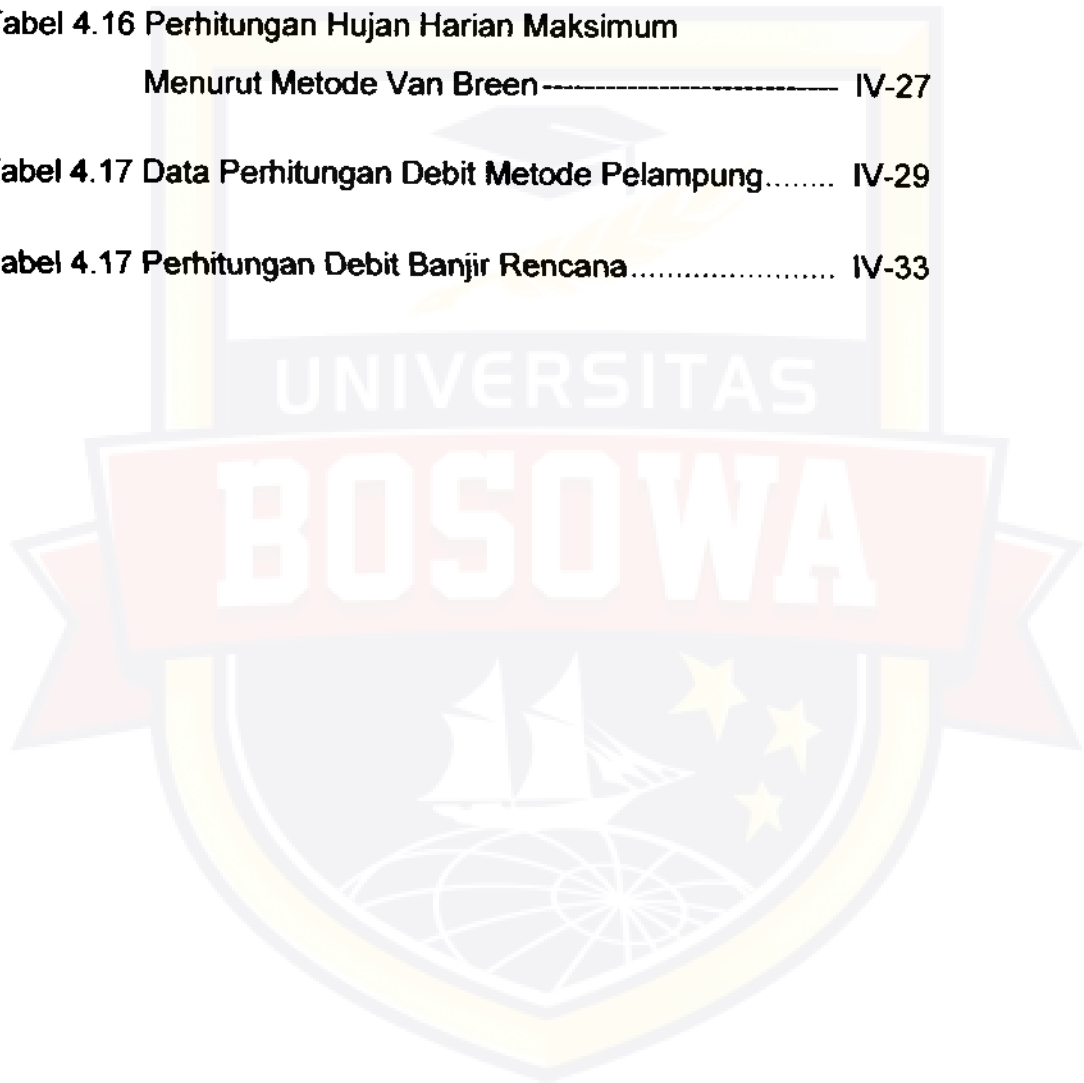 Tabel 4.16 Perhitungan Hujan Harian Maksimum
Menurut Metode Van Breen---------------------------- IV-27
Tabel 4.17 Data Perhitungan Debit Metode Pelampung........ IV-29
Tabel 4.17 Perhitungan Debit Banjir Rencana....................... IV-33
UNIVERSITAS
BOSOWA